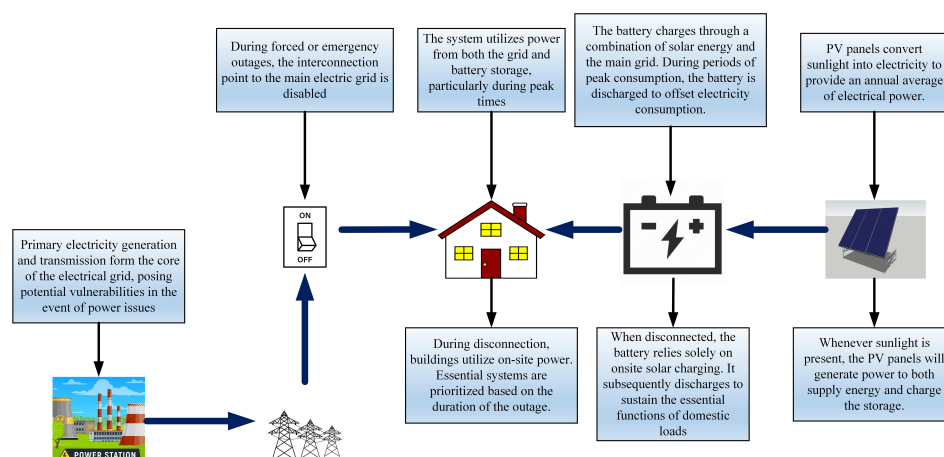 During forced or emergency
outages, the interconnection
point to the main electric grid is
disabled
The system utilizes power
from both the grid and
battery storage,
particularly during peak
times
The battery charges through a
combination of solar energy and
the main grid. During periods of
peak consumption, the battery is
discharged to offset electricity
consumption.
PV panels convert
sunlight into electricity to
provide an annual average
of electrical power.
Primary electricity generation
and transmission form the core
of the electrical grid, posing
potential vulnerabilities in the
event of power issues
ON
OFF
During disconnection,
buildings utilize on-site power.
Essential systems are
prioritized based on the
duration of the outage.
When disconnected, the
battery relies solely on
onsite solar charging. It
subsequently discharges to
sustain the essential
functions of domestic
loads
Whenever sunlight is
present, the PV panels will
generate power to both
supply energy and charge
the storage.
POWER STATION